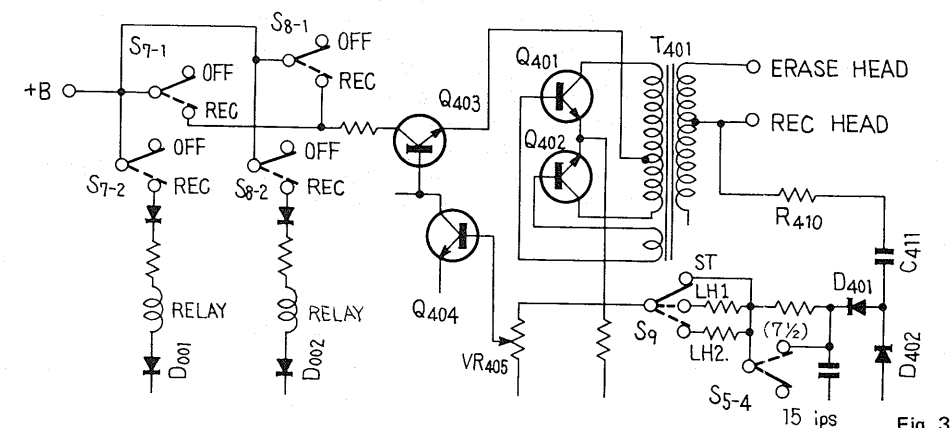 S7-1
OFF
REC
S8-1
OFF
REC
+B
S7-2
OFF
REC
S8-2
OFF
REC
Q403
Q401
Q402
T401
ERASE HEAD
REC HEAD
R410
C411
Q404
RELAY
RELAY
D001
D002
VR405
S9
ST
LH1
LH2.
(7½)
D401
D402
S5-4
15 ips
Fig. 3